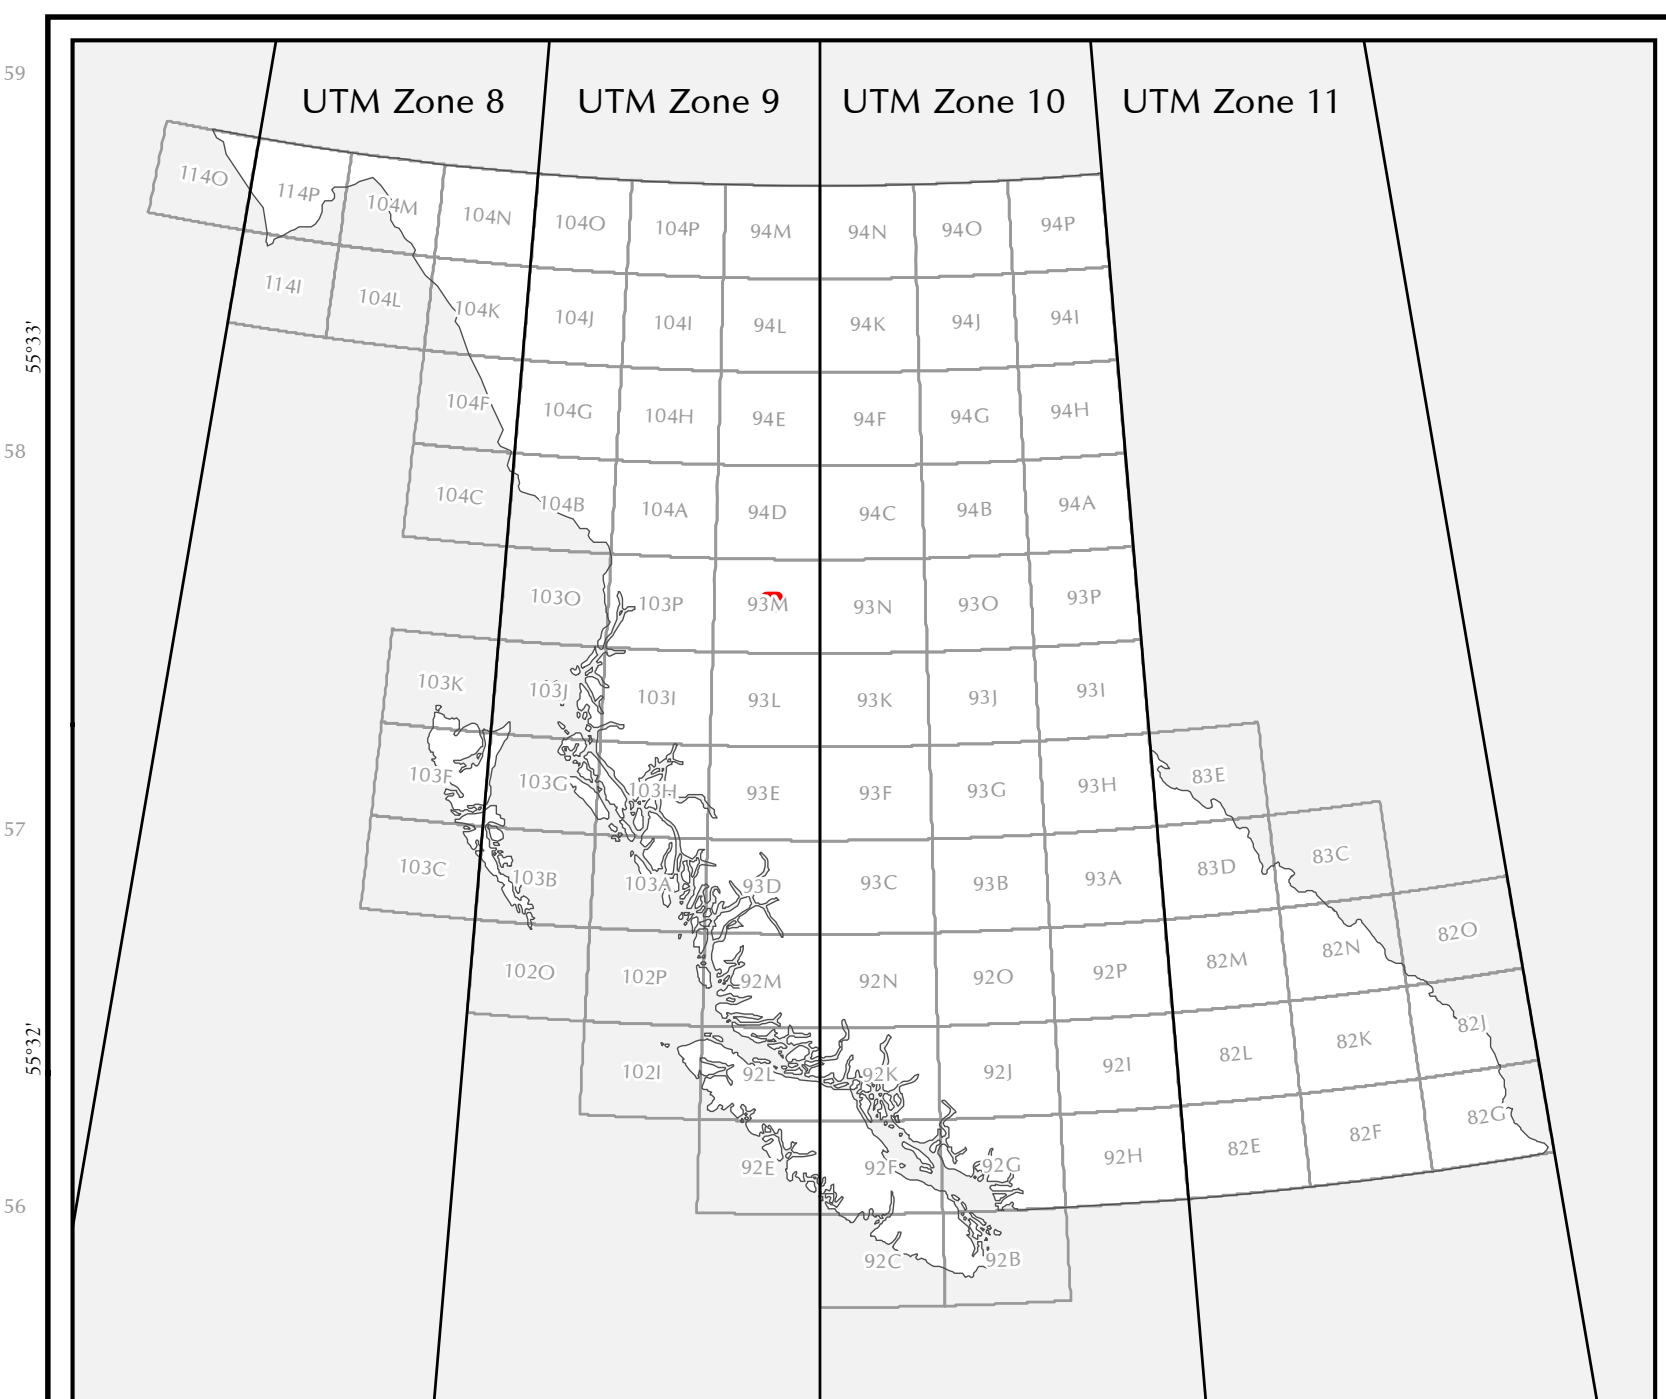 59
UTM Zone 8 UTM Zone 9 UTM Zone 10 UTM Zone 11
114O 114P 104M 104N 104O 104P 94M 94N 94O 94P
114I 104L 104K 104J 104I 94L 94K 94J 94I
55°33'
104F 104G 104H 94E 94F 94G 94H
58
104C 104B 104A 94D 94C 94B 94A
103O 103P 93M 93N 93O 93P
103K 103J 103I 93L 93K 93J 93I
103F 103G 103H 93E 93F 93G 93H 83E
57
103C 103B 103A 93D 93C 93B 93A 83D 83C
102O 102P 92M 92N 92O 92P 82M 82N 82O
55°32'
102I 92L 92K 92J 92I 82L 82K 82J
92E 92F 92G 92H 82E 82F 82G
56
92C 92B